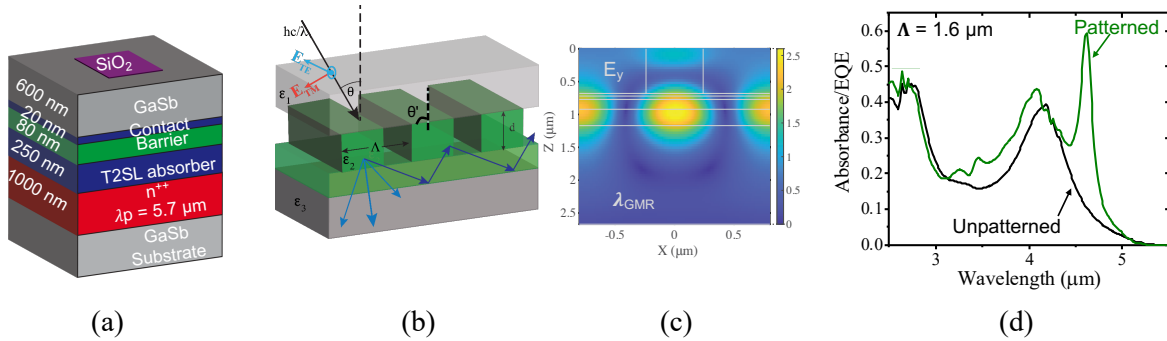 SiO₂
600 nm
GaSb
20 nm
Contact
80 nm
Barrier
250 nm
T2SL absorber
1000 nm
n⁺⁺
λp = 5.7 μm
GaSb
Substrate
(a)
hc/λ
E_TE
E_TM
θ
ε₁
θ'
d
Λ
ε₂
ε₃
(b)
E_y
λ_GMR
0
0.5
1
1.5
2
2.5
Z (μm)
-0.5
0
0.5
X (μm)
2.5
2
1.5
1
0.5
0
(c)
Λ = 1.6 μm
Patterned
Unpatterned
0.6
0.5
0.4
0.3
0.2
0.1
0.0
Absorbance/EQE
3
4
5
Wavelength (μm)
(d)